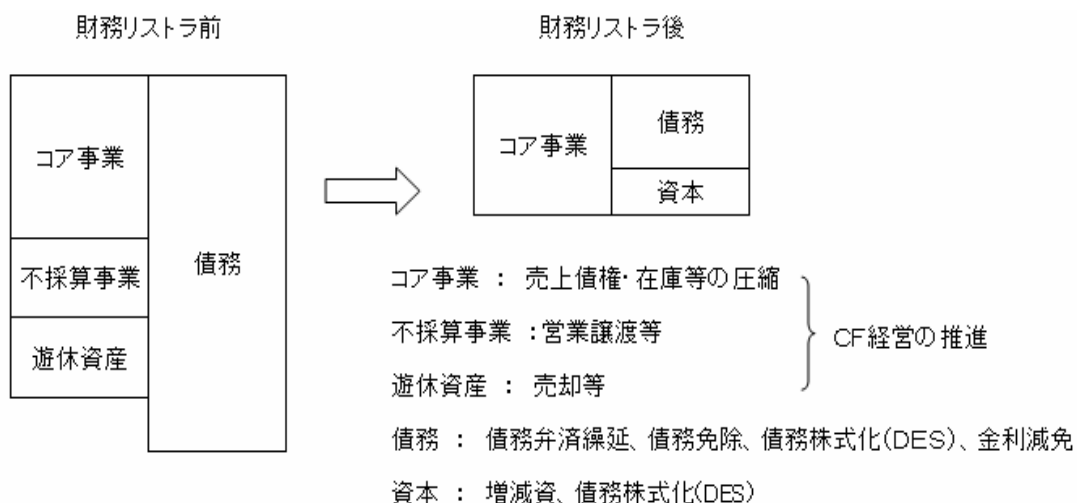 財務リストラ前
財務リストラ後
コア事業
不採算事業
遊休資産
債務
コア事業
債務
資本
コア事業 ： 売上債権・在庫等の圧縮
不採算事業 ：営業譲渡等
遊休資産 ： 売却等
CF経営の推進
債務 ： 債務弁済繰延、債務免除、債務株式化(DES)、金利減免
資本 ： 増減資、債務株式化(DES)